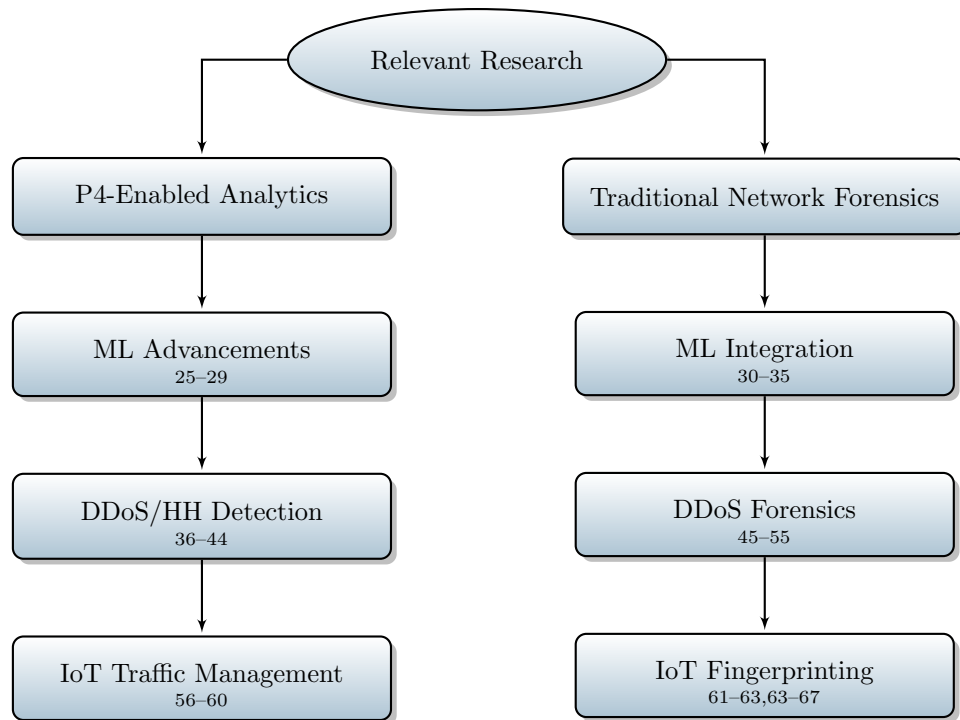 Relevant Research
P4-Enabled Analytics
Traditional Network Forensics
ML Advancements
25–29
ML Integration
30–35
DDoS/HH Detection
36–44
DDoS Forensics
45–55
IoT Traffic Management
56–60
IoT Fingerprinting
61–63,63–67